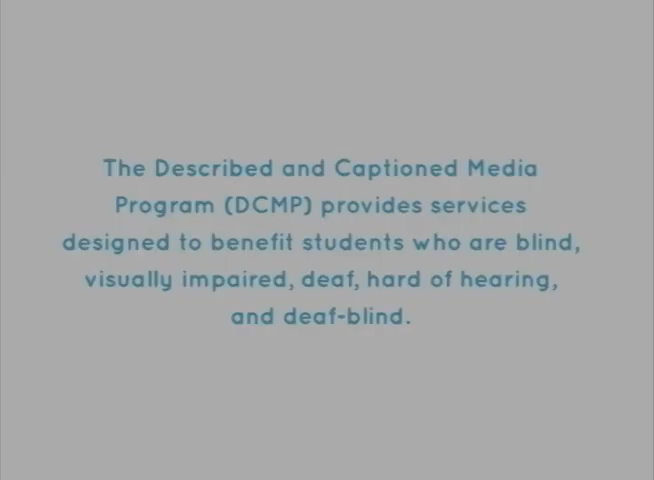 The Described and Captioned Media
Program (DCMP) provides services
designed to benefit students who are blind,
visually impaired, deaf, hard of hearing,
and deaf-blind.